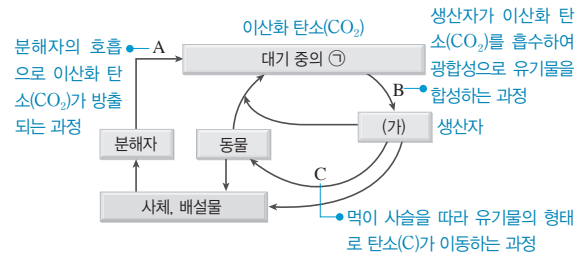 이산화 탄소(CO₂)
생산자가 이산화 탄
소(CO₂)를 흡수하여
광합성으로 유기물을
합성하는 과정
분해자의 호흡
으로 이산화 탄
소(CO₂)가 방출
되는 과정
A
대기 중의 ㉠
B
(가)
생산자
분해자
동물
C
사체, 배설물
먹이 사슬을 따라 유기물의 형태
로 탄소(C)가 이동하는 과정